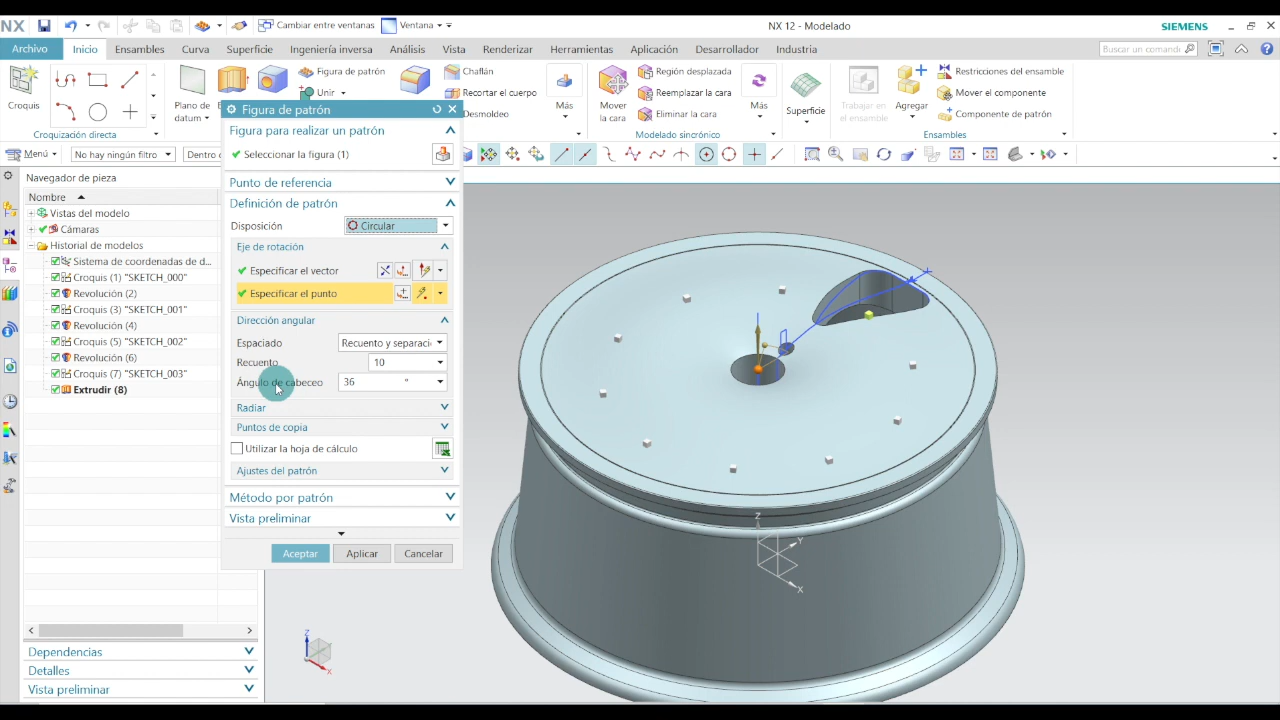 NX
Cambiar entre ventanas
Ventana
NX 12 - Modelado
SIEMENS
Archivo
Inicio
Ensambles
Curva
Superficie
Ingeniería inversa
Análisis
Vista
Renderizar
Herramientas
Aplicación
Desarrollador
Industria
Buscar un comando
Croquis
Plano de
datum
Figura de patrón
Unir
Chaflán
Recortar el cuerpo
Desmoldeo
Más
Mover
la cara
Región desplazada
Reemplazar la cara
Eliminar la cara
Más
Superficie
Trabajar en
el ensamble
Agregar
Restricciones del ensamble
Mover el componente
Componente de patrón
Croquización directa
Modelado sincrónico
Ensambles
Menú
No hay ningún filtro
Dentro
Navegador de pieza
Nombre
Vistas del modelo
Cámaras
Historial de modelos
Sistema de coordenadas de d...
Croquis (1) "SKETCH_000"
Revolución (2)
Croquis (3) "SKETCH_001"
Revolución (4)
Croquis (5) "SKETCH_002"
Revolución (6)
Croquis (7) "SKETCH_003"
Extrudir (8)
Dependencias
Detalles
Vista preliminar
Figura de patrón
Figura para realizar un patrón
Seleccionar la figura (1)
Punto de referencia
Definición de patrón
Disposición
Circular
Eje de rotación
Especificar el vector
Especificar el punto
Dirección angular
Espaciado
Recuento y separaci
Recuento
10
Ángulo de cabeceo
36
°
Radiar
Puntos de copia
Utilizar la hoja de cálculo
Ajustes del patrón
Método por patrón
Vista preliminar
Aceptar
Aplicar
Cancelar
Z
Y
X
Z
X